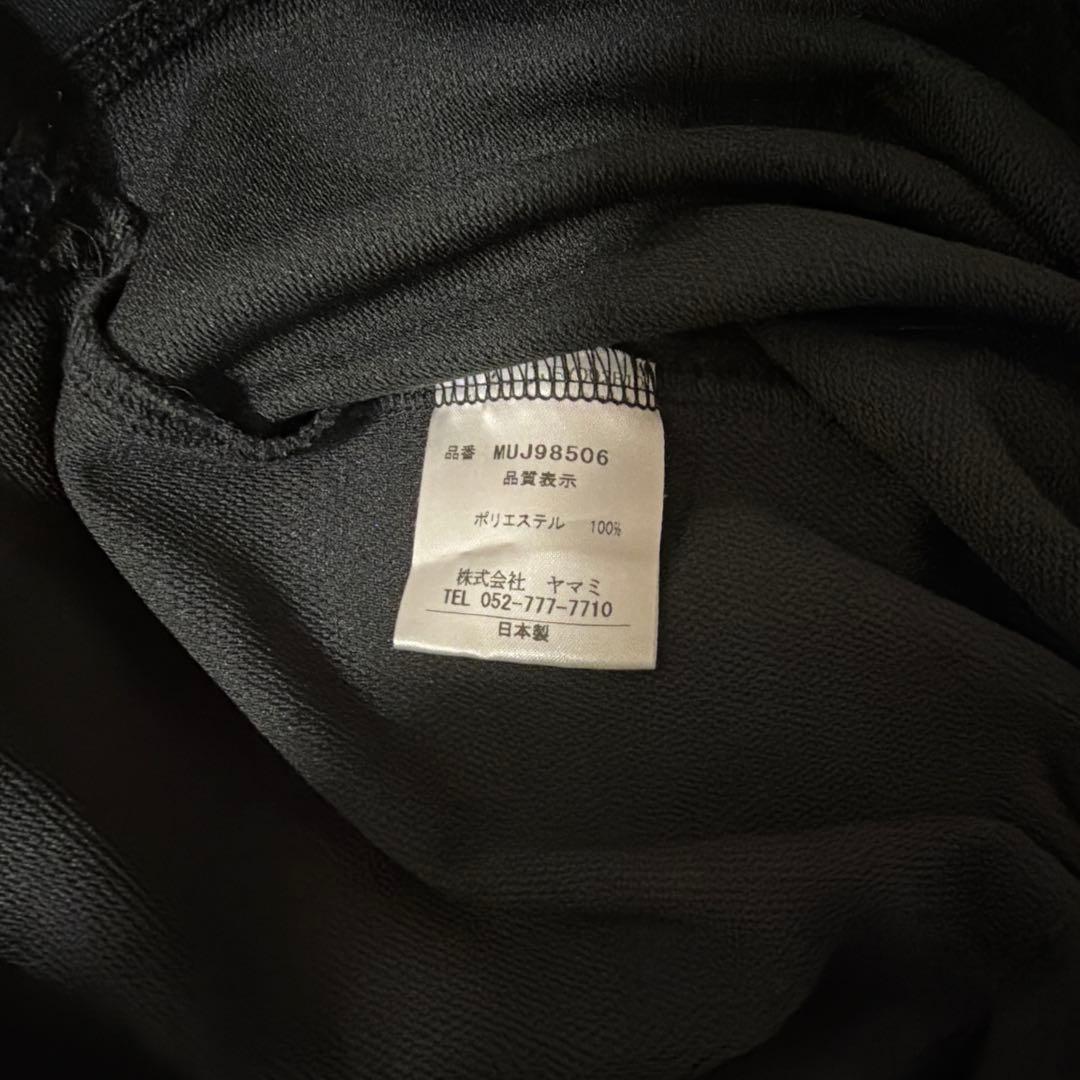 品番 MUJ98506
品質表示
ポリエステル 100%
株式会社 ヤマミ
TEL 052-777-7710
日本製